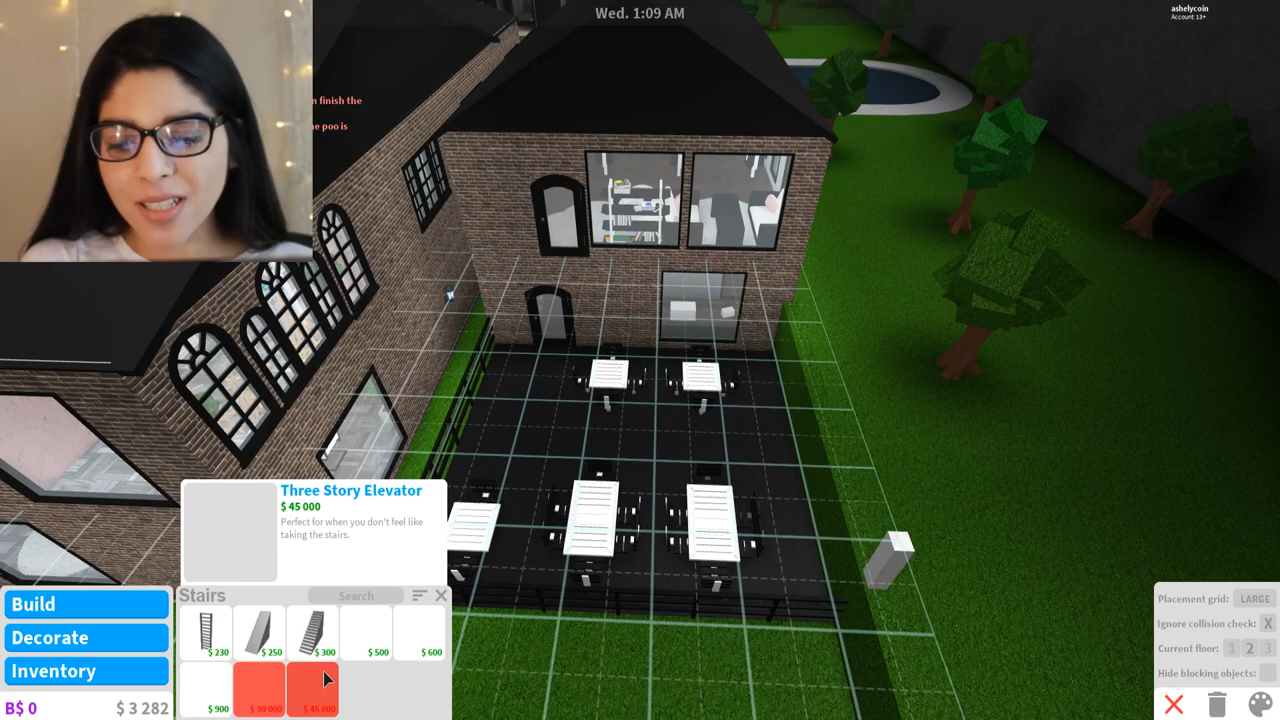 Wed. 1:09 AM
ashelycoin
Account: 13+
n finish the
e poo is
Three Story Elevator
$ 45 000
Perfect for when you don't feel like
taking the stairs.
Stairs
Search
$ 230
$ 250
$ 300
$ 500
$ 600
$ 900
$ 30 000
$ 45 000
Build
Decorate
Inventory
B$ 0
$ 3 282
Placement grid: LARGE
Ignore collision check: X
Current floor: 1 2 3
Hide blocking objects: